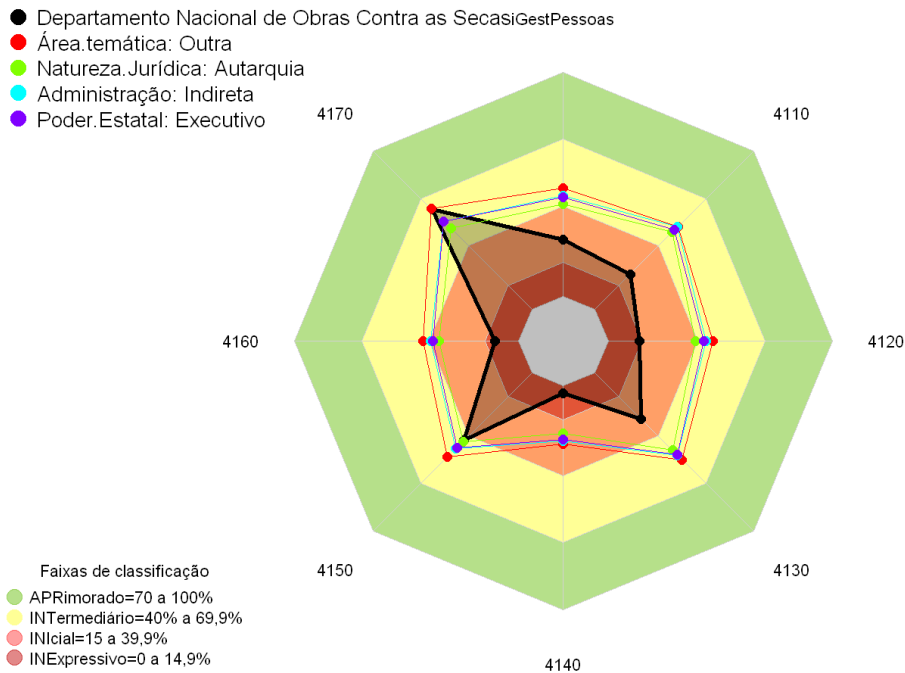 Departamento Nacional de Obras Contra as SecasiGestPessoas
Área.temática: Outra
Natureza.Jurídica: Autarquia
Administração: Indireta
Poder.Estatal: Executivo
4170
4110
4160
4120
4150
4130
4140
Faixas de classificação
APRimorado=70 a 100%
INTermediário=40% a 69,9%
INIcial=15 a 39,9%
INExpressivo=0 a 14,9%